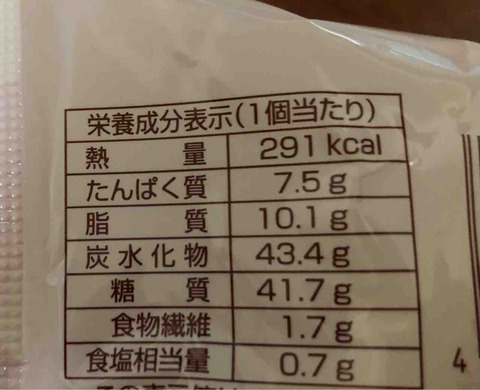 栄養成分表示(1個当たり)
熱量 291 kcal
たんぱく質 7.5 g
脂質 10.1 g
炭水化物 43.4 g
糖質 41.7 g
食物繊維 1.7 g
食塩相当量 0.7 g
4